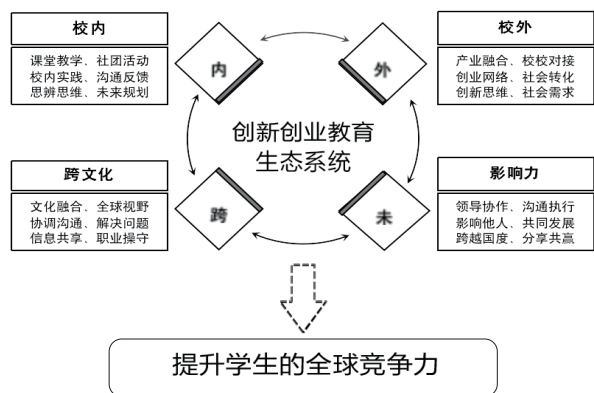 校内
课堂教学、社团活动
校内实践、沟通反馈
思辨思维、未来规划
内
外
校外
产业融合、校校对接
创业网络、社会转化
创新思维、社会需求
创新创业教育
生态系统
跨文化
文化融合、全球视野
协调沟通、解决问题
信息共享、职业操守
跨
未
影响力
领导协作、沟通执行
影响他人、共同发展
跨越国度、分享共赢
提升学生的全球竞争力